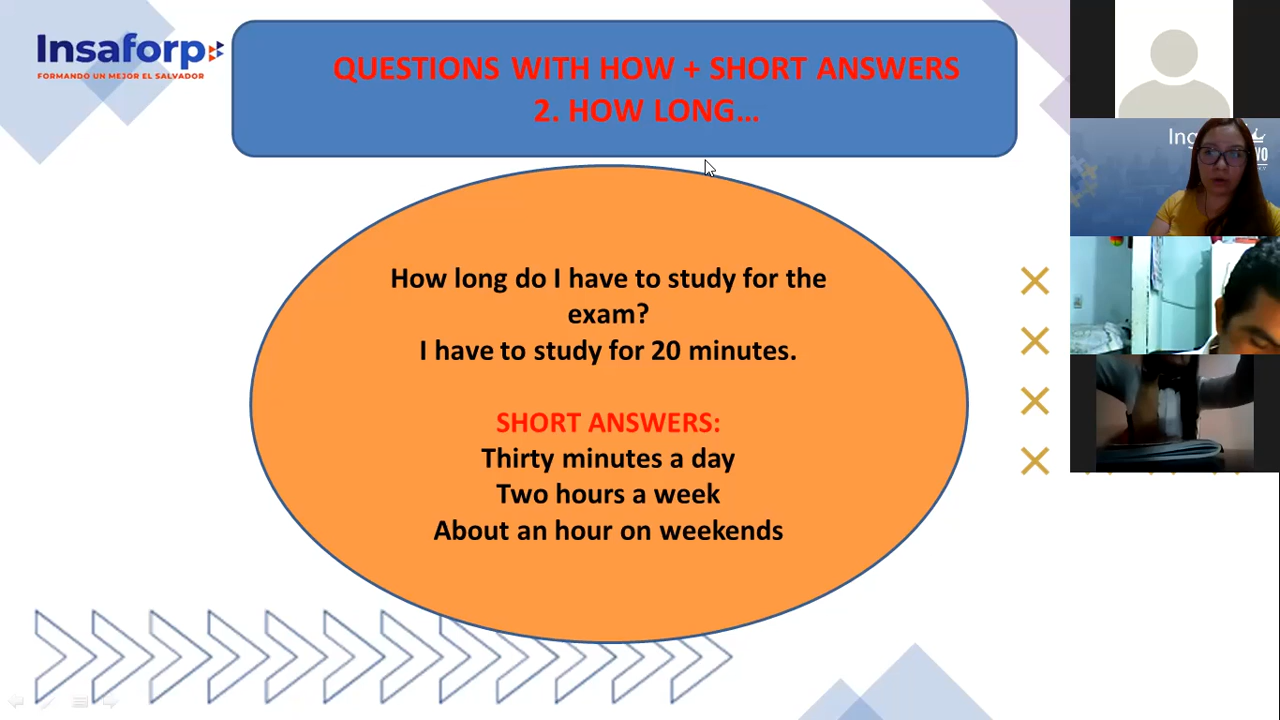 Insaforp
FORMANDO UN MEJOR EL SALVADOR
QUESTIONS WITH HOW + SHORT ANSWERS
2. HOW LONG...
How long do I have to study for the
exam?
I have to study for 20 minutes.
SHORT ANSWERS:
Thirty minutes a day
Two hours a week
About an hour on weekends